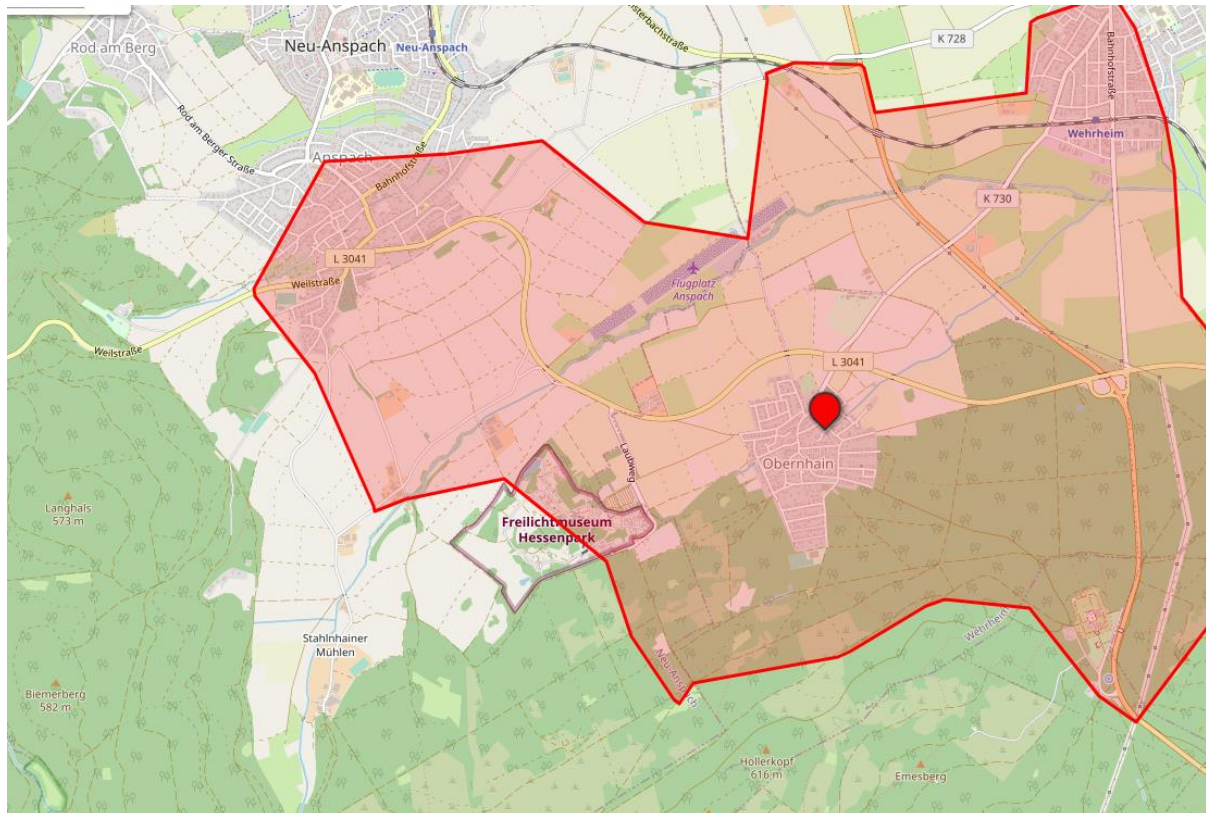 Rod am Berg
Neu-Anspach
Neu-Anspach
K 728
Bahnhofstraße
Rod am Berger Straße
Anspach
Bahnhofstraße
Wehrheim
K 730
L 3041
Weilstraße
Flugplatz
Anspach
Weilstraße
L 3041
Laubweg
Obernhain
Langhals
573 m
Freilichtmuseum
Hessenpark
Stahlnhainer
Mühlen
Wehrheim
Neu-Anspach
Biemerberg
582 m
Hollerkopf
616 m
Emesberg